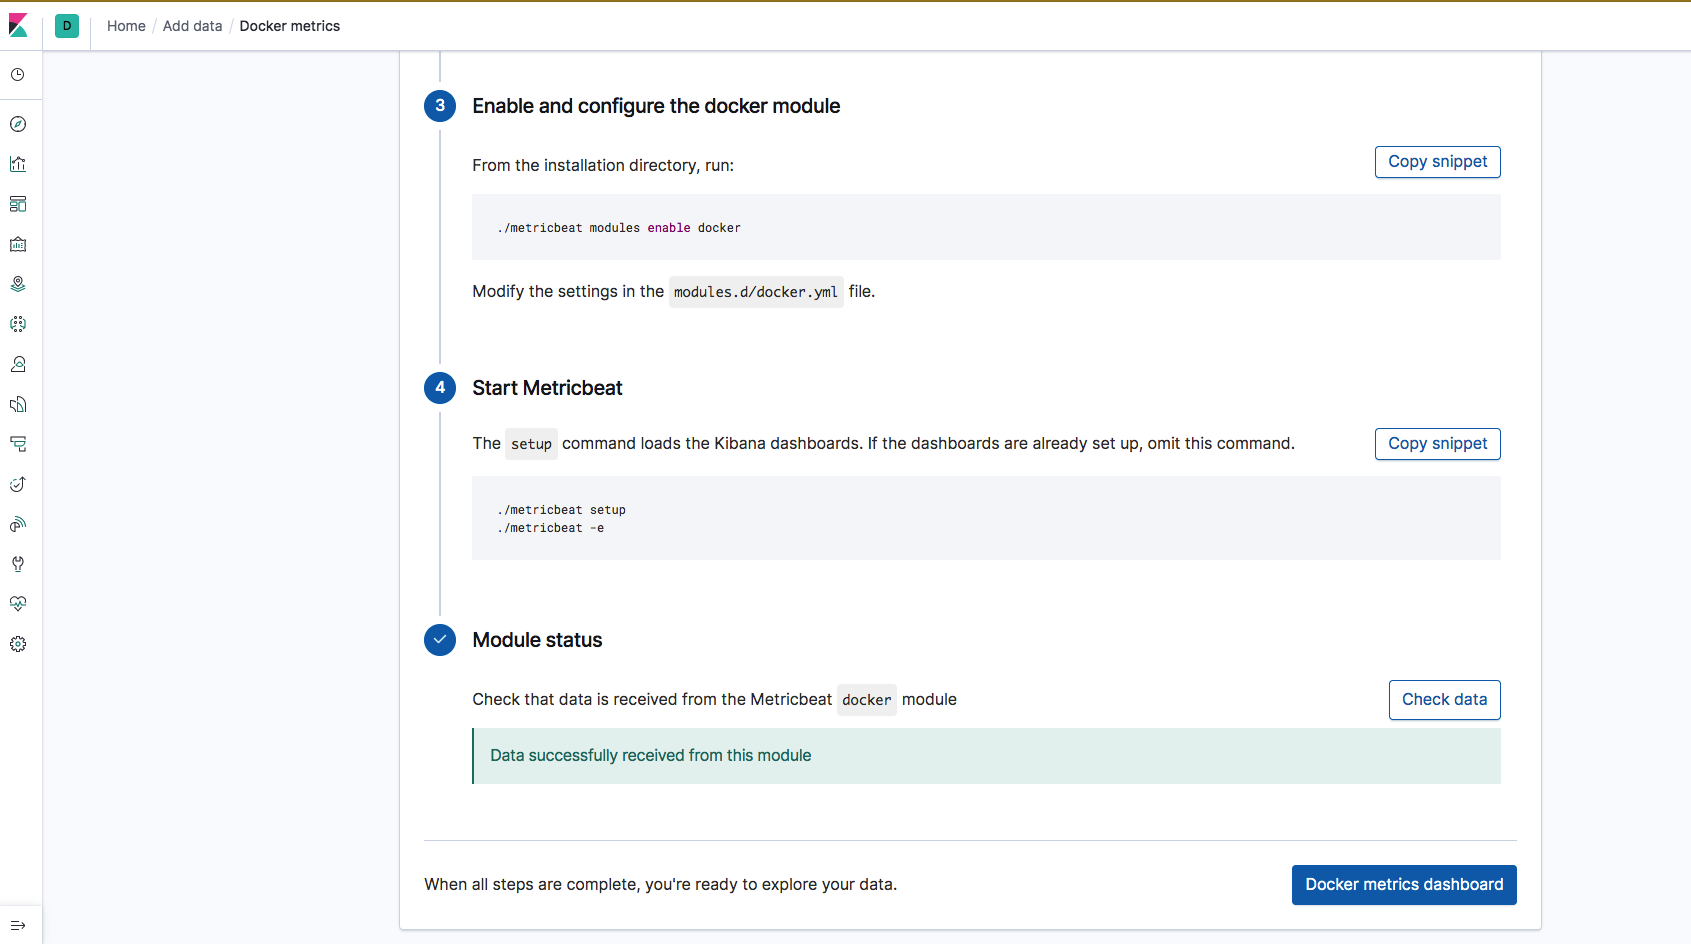 D Home / Add data / Docker metrics
3 Enable and configure the docker module
From the installation directory, run:
Copy snippet
./metricbeat modules enable docker
Modify the settings in the modules.d/docker.yml file.
4 Start Metricbeat
The setup command loads the Kibana dashboards. If the dashboards are already set up, omit this command.
Copy snippet
./metricbeat setup
./metricbeat -e
Module status
Check that data is received from the Metricbeat docker module
Check data
Data successfully received from this module
When all steps are complete, you're ready to explore your data.
Docker metrics dashboard